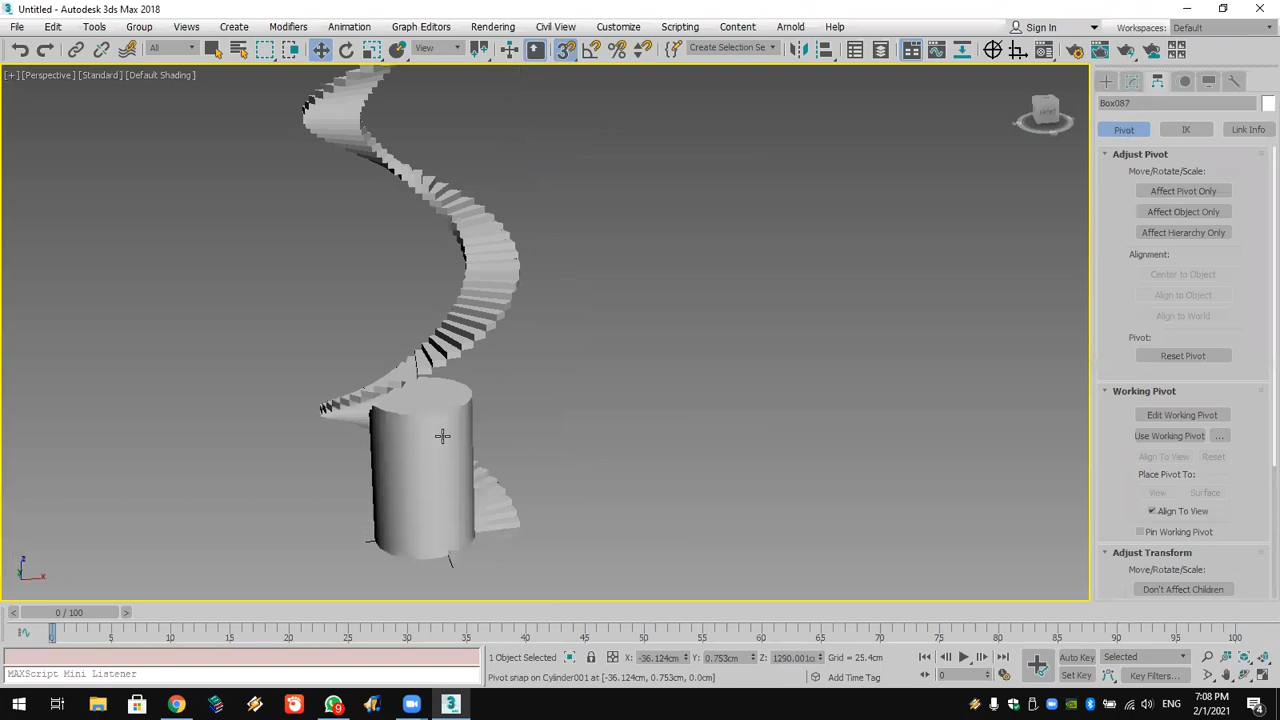 Untitled - Autodesk 3ds Max 2018
File Edit Tools Group Views Create Modifiers Animation Graph Editors Rendering Civil View Customize Scripting Content Arnold Help Sign In Workspaces: Default
All View Create Selection Se
[+] [Perspective] [Standard] [Default Shading]
Box087
Pivot IK Link Info
Adjust Pivot
Move/Rotate/Scale:
Affect Pivot Only
Affect Object Only
Affect Hierarchy Only
Alignment:
Center to Object
Align to Object
Align to World
Pivot:
Reset Pivot
Working Pivot
Edit Working Pivot
Use Working Pivot ...
Align To View Reset
Place Pivot To:
View Surface
Align To View
Pin Working Pivot
Adjust Transform
Move/Rotate/Scale:
Don't Affect Children
z
x
< 0 / 100 >
5 10 15 20 25 30 35 40 45 50 55 60 65 70 75 80 85 90 95 100
1 Object Selected X: -36.124cm Y: 0.753cm Z: 1290.001c Grid = 25.4cm Auto Key Selected
MAXScript Mini Listener Pivot snap on Cylinder001 at [-36.124cm, 0.753cm, 0.0cm] Add Time Tag 0 Set Key Key Filters...
9 ENG 7:08 PM
2/1/2021 4